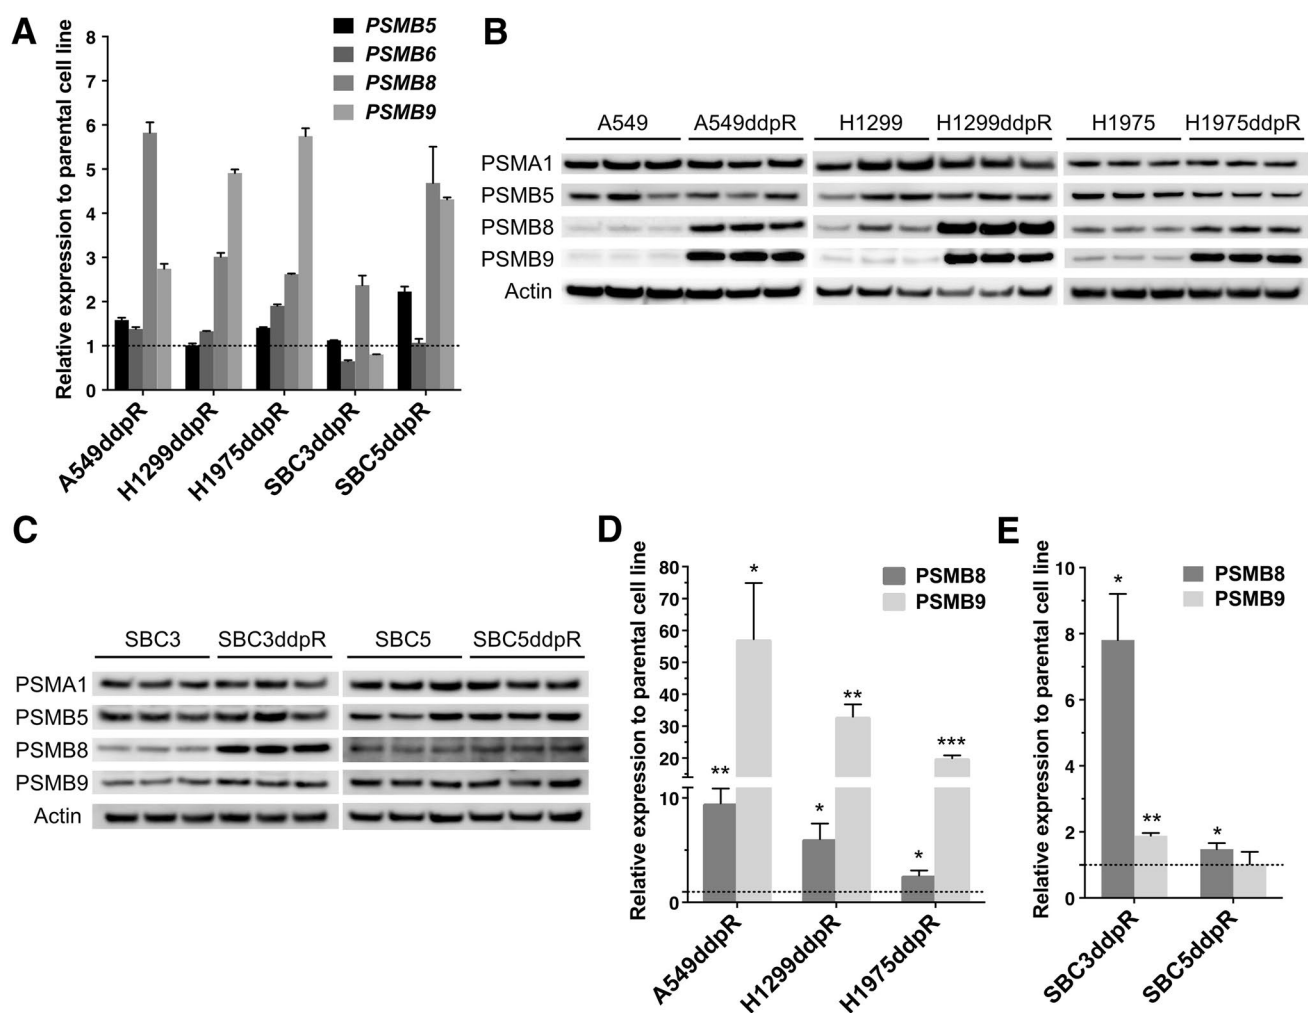 A
Relative expression to parental cell line
8
7
6
5
4
3
2
1
0
PSMB5
PSMB6
PSMB8
PSMB9
A549ddpR
H1299ddpR
H1975ddpR
SBC3ddpR
SBC5ddpR
B
A549 A549ddpR H1299 H1299ddpR H1975 H1975ddpR
PSMA1
PSMB5
PSMB8
PSMB9
Actin
C
SBC3 SBC3ddpR SBC5 SBC5ddpR
PSMA1
PSMB5
PSMB8
PSMB9
Actin
D
Relative expression to parental cell line
80
70
60
50
40
30
20
10
0
PSMB8
PSMB9
** *
* **
* ***
A549ddpR
H1299ddpR
H1975ddpR
E
Relative expression to parental cell line
10
8
6
4
2
0
PSMB8
PSMB9
* **
*
SBC3ddpR
SBC5ddpR